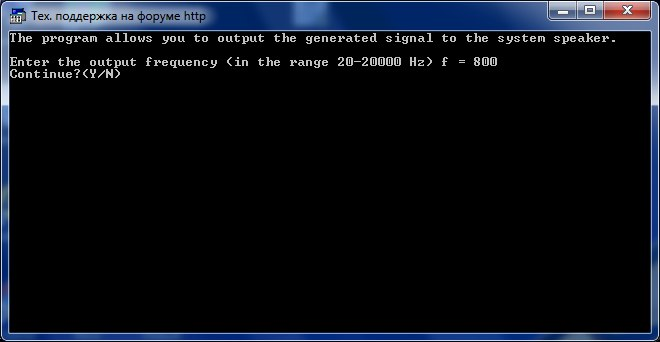 Тех. поддержка на форуме http
The program allows you to output the generated signal to the system speaker.
Enter the output frequency (in the range 20-20000 Hz) f = 800
Continue?(Y/N)